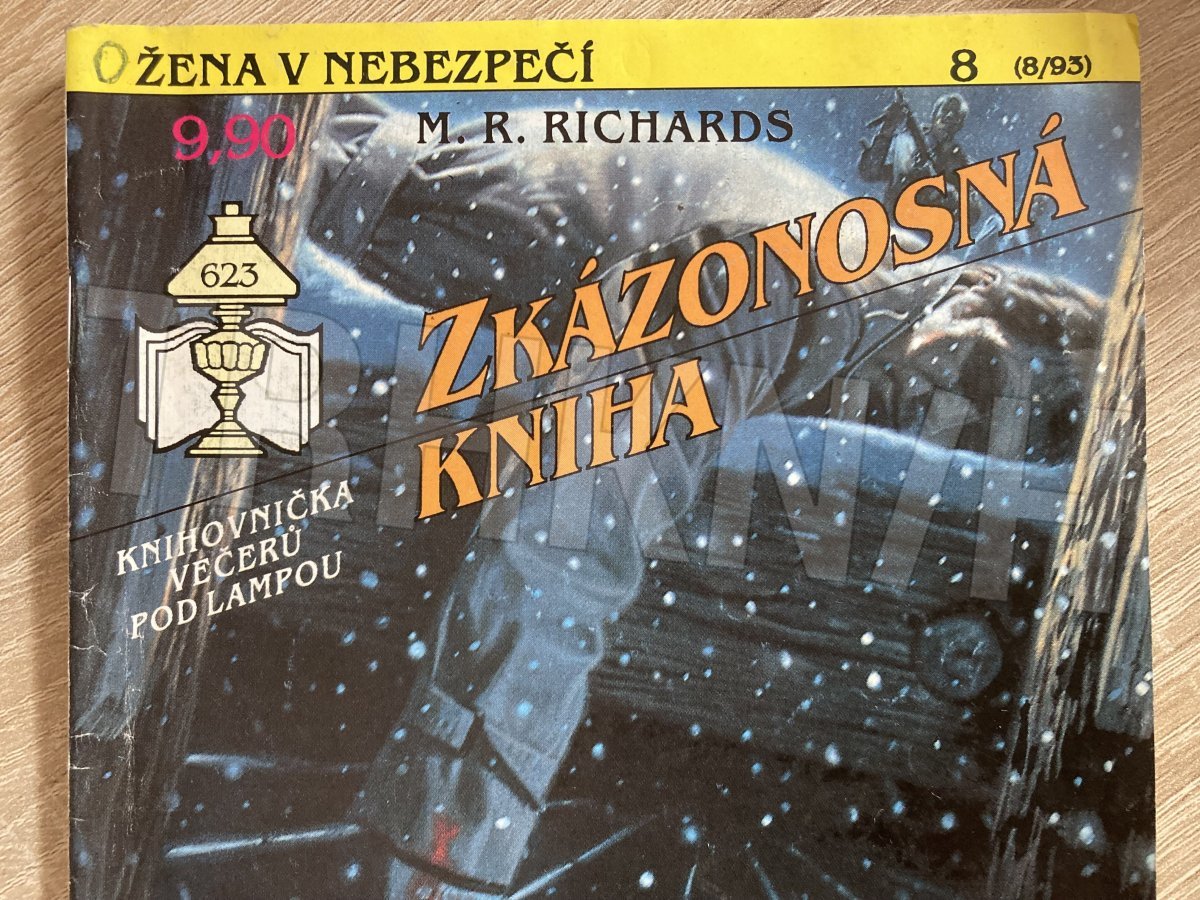 ŽENA V NEBEZPEČÍ 8 (8/93)
9,90 M. R. RICHARDS
ZKÁZONOSNÁ
KNIHA
623
KNIHOVNIČKA
VEČERŮ
POD LAMPOU